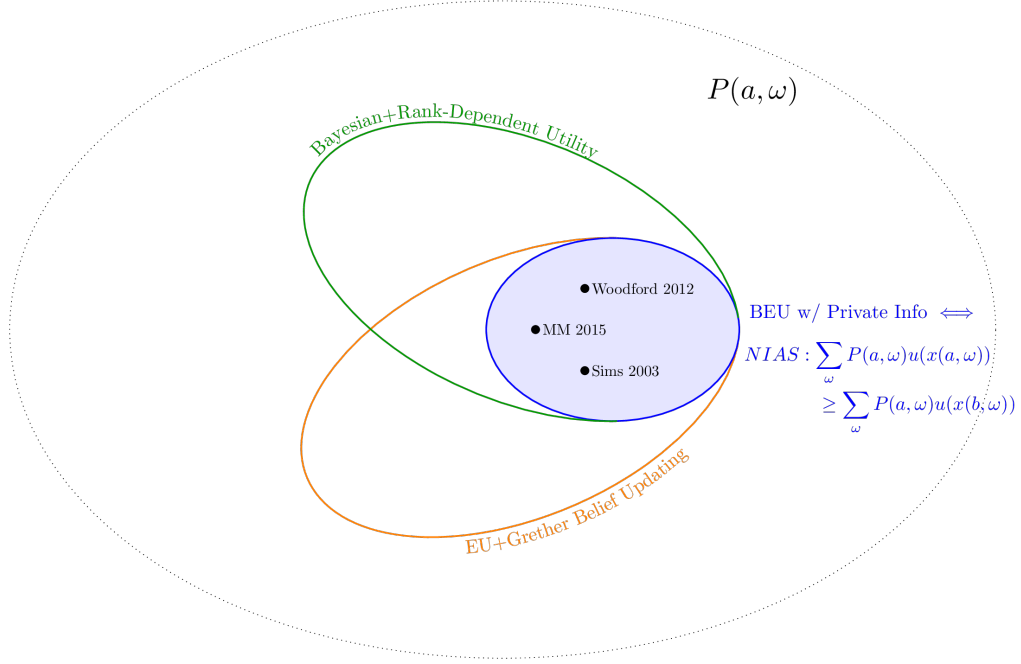 P(a, ω)
Bayesian+Rank-Dependent Utility
Woodford 2012
BEU w/ Private Info ⟺
MM 2015
NIAS : ∑_ω P(a, ω)u(x(a, ω))
Sims 2003
≥ ∑_ω P(a, ω)u(x(b, ω))
EU+Grether Belief Updating